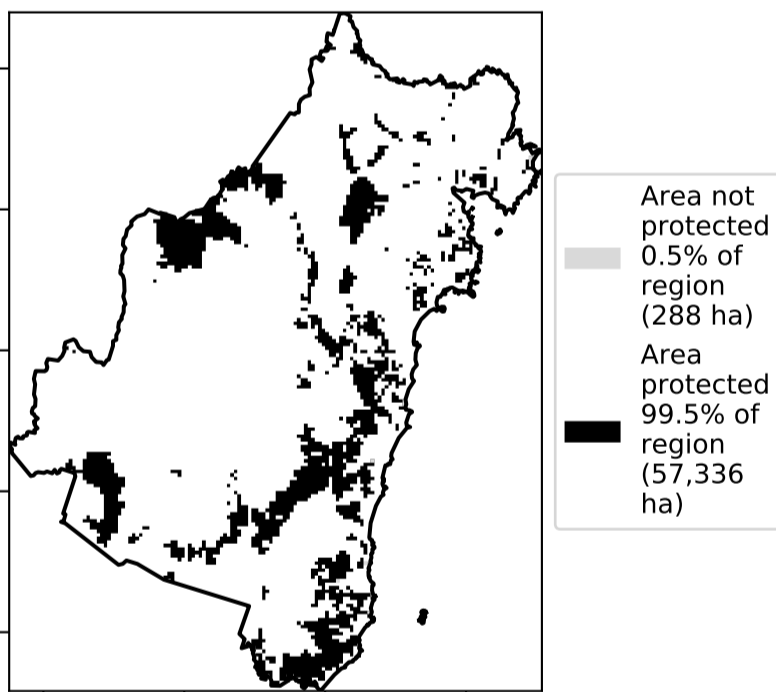 Area not
protected
0.5% of
region
(288 ha)
Area
protected
99.5% of
region
(57,336
ha)